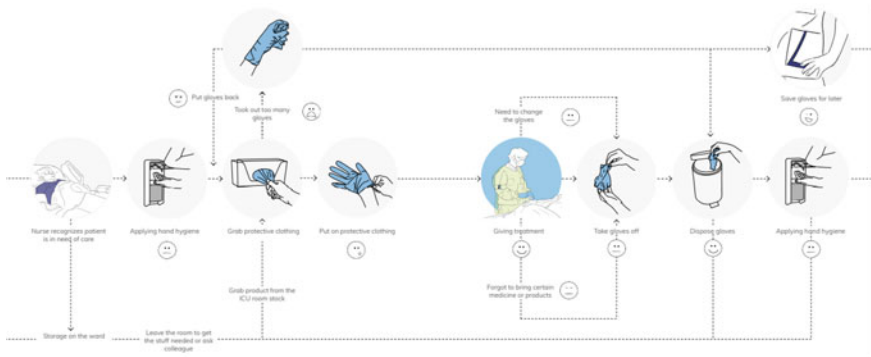 Put gloves back
Took out too many
gloves
Save gloves for later
Need to change
the gloves
Nurse recognizes patient
is in need of care
Applying hand hygiene
Grab protective clothing
Put on protective clothing
Giving treatment
Take gloves off
Dispose gloves
Applying hand hygiene
Grab product from the
ICU room stock
Forgot to bring certain
medicine or products
Storage on the ward
Leave the room to get
the stuff needed or ask
colleague